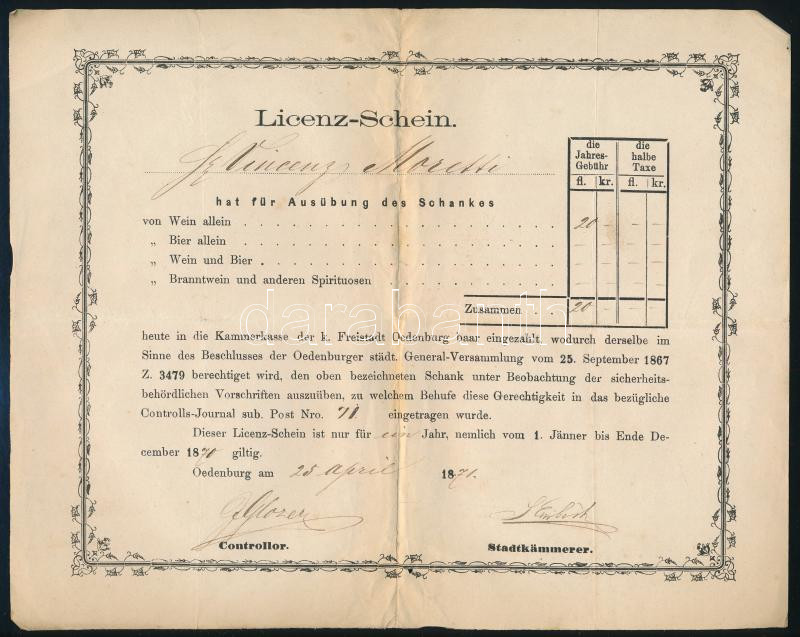 Licenz-Schein.
Vincenz Moretti
die Jahres-Gebühr die halbe Taxe
fl. kr. fl. kr.
hat für Ausübung des Schankes
von Wein allein . . . 20 –
„ Bier allein . . .
„ Wein und Bier . . .
„ Branntwein und anderen Spirituosen . . .
Zusammen 20 –
heute in die Kammerkasse der k. Freistadt Oedenburg baar eingezahlt, wodurch derselbe im
Sinne des Beschlusses der Oedenburger städt. General-Versammlung vom 25. September 1867
Z. 3479 berechtiget wird, den oben bezeichneten Schank unter Beobachtung der sicherheits-
behördlichen Vorschriften auszuüben, zu welchem Behufe diese Gerechtigkeit in das bezügliche
Controlls-Journal sub. Post Nro. 71 eingetragen wurde.
Dieser Licenz-Schein ist nur für ein Jahr, nemlich vom 1. Jänner bis Ende De-
cember 1870 giltig.
Oedenburg am 25 April 1871.
Glozer
Controllor. Stadtkämmerer.
darabanth